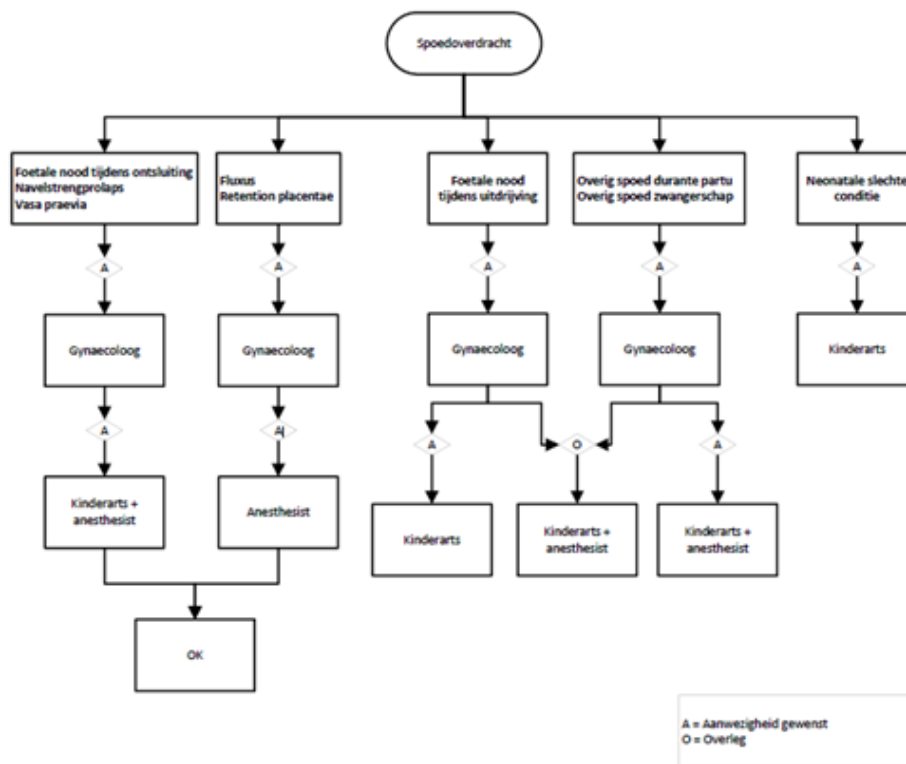 Spoedoverdracht
Foetale nood tijdens ontsluiting
Navelstrengprolaps
Vasa praevia
Fluxus
Retention placentae
Foetale nood
tijdens uitdrijving
Overig spoed durante partu
Overig spoed zwangerschap
Neonatale slechte
conditie
A
A
A
A
A
Gynaecoloog
Gynaecoloog
Gynaecoloog
Gynaecoloog
Kinderarts
A
A
A
O
A
Kinderarts +
anesthesist
Anesthesist
Kinderarts
Kinderarts +
anesthesist
Kinderarts +
anesthesist
OK
A = Aanwezigheid gewenst
O = Overleg